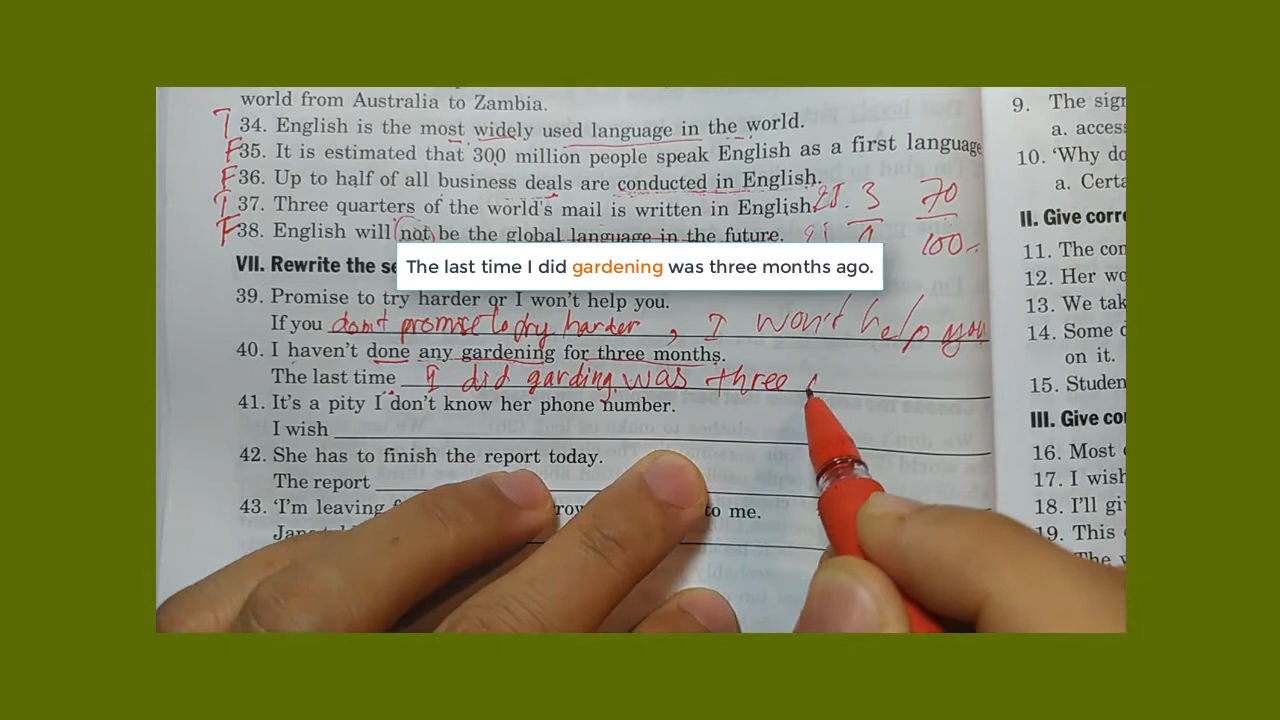 world from Australia to Zambia.
T 34. English is the most widely used language in the world.
F 35. It is estimated that 300 million people speak English as a first language
F 36. Up to half of all business deals are conducted in English.
T 37. Three quarters of the world's mail is written in English. 3 70
F 38. English will not be the global language in the future. 100
The last time I did gardening was three months ago.
VII. Rewrite the se
39. Promise to try harder or I won't help you.
If you don't promise to try harder, I won't help you
40. I haven't done any gardening for three months.
The last time I did garding was three
41. It's a pity I don't know her phone number.
I wish
42. She has to finish the report today.
The report
43. 'I'm leaving to me.
9. The sign
a. access
10. 'Why do
a. Certa
II. Give corre
11. The con
12. Her wo
13. We tak
14. Some
on it.
15. Studen
III. Give co
16. Most
17. I wish
18. I'll gi
19. This